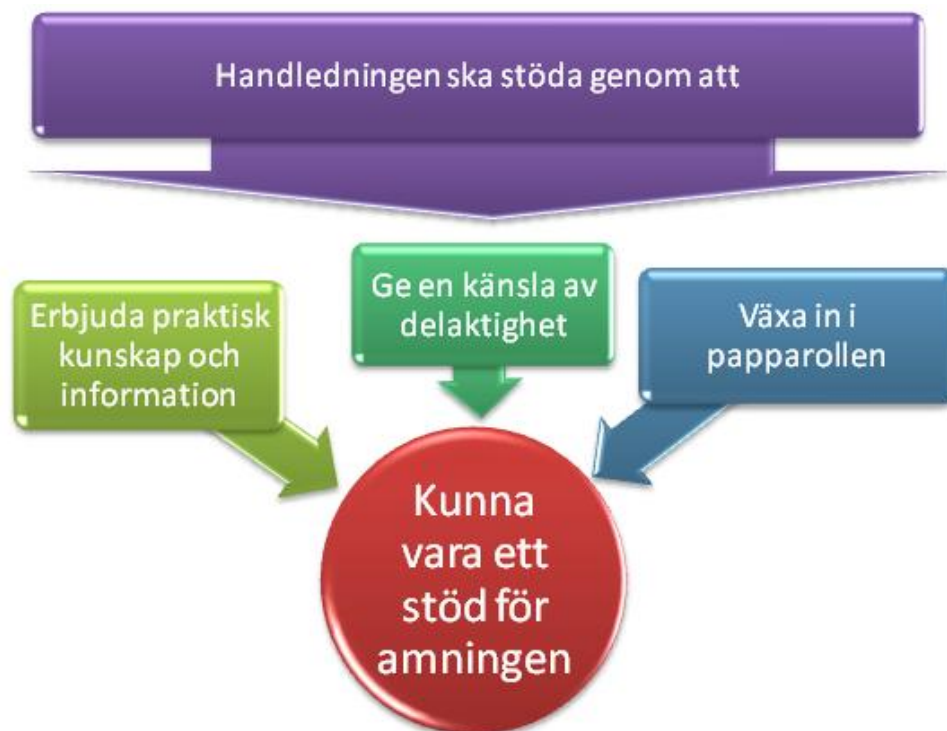 Handledningen ska stöda genom att
Erbjuda praktisk
kunskap och
information
Ge en känsla av
delaktighet
Växa in i
papparollen
Kunna
vara ett
stöd för
amningen